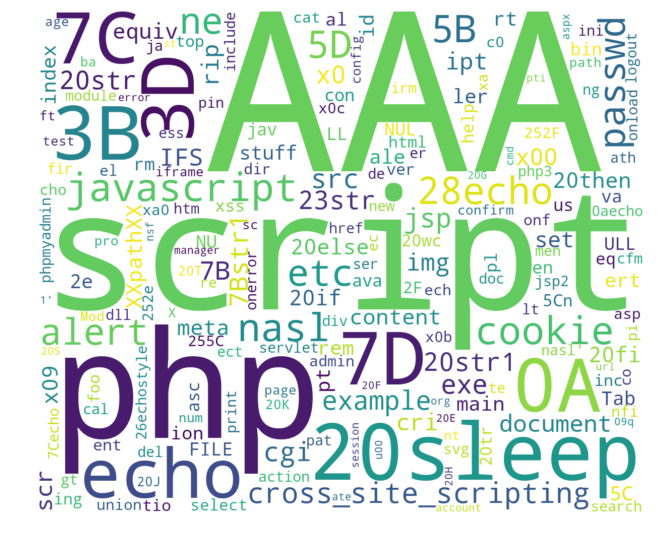 age 7C equiv ne cat al id 5B rt ini
ja st top rip include config 5D c0 aspx
index ba 20str 3D AAA x0 ipt bin passwd onload logout
module error pin con irm ler xa pti path
ft 3B ess x0c LL NUL help 252F ng
test IFS stuff jav html x00 cmd ath
fir el rm dir ale er 20G
cho javascript iframe src de ver 28echo php3 20then
phpmyadmin xa0 htm xss 23str new jsp confirm us va 0aecho
XXpathXX sc href onf set
pro nsf NU manager 7Bstr1 onerror 20else ec 20wc dpl men ULL
script
2e 20T 7B re etc ser ava img 2F ech doc en eq cfm
1' Mod dll 252e X 20if jsp2 5Cn ert
alert meta nasl div content x0b cookie lt asp pi
20S 255C ect servlet rem 7D nasl 20fi
x09 foo php asc page admin pt 20F 20str1 exe te 0A inc url co
26echostyle cal num print 20K example org main Tab nfi
7Cecho ent ion FILE cgi pat cri 20E document 09q
scr gt del echo 20J action session u00 svg nt 20tr 20sleep
ing union tio select cross_site_scripting ate 20H account 5C search